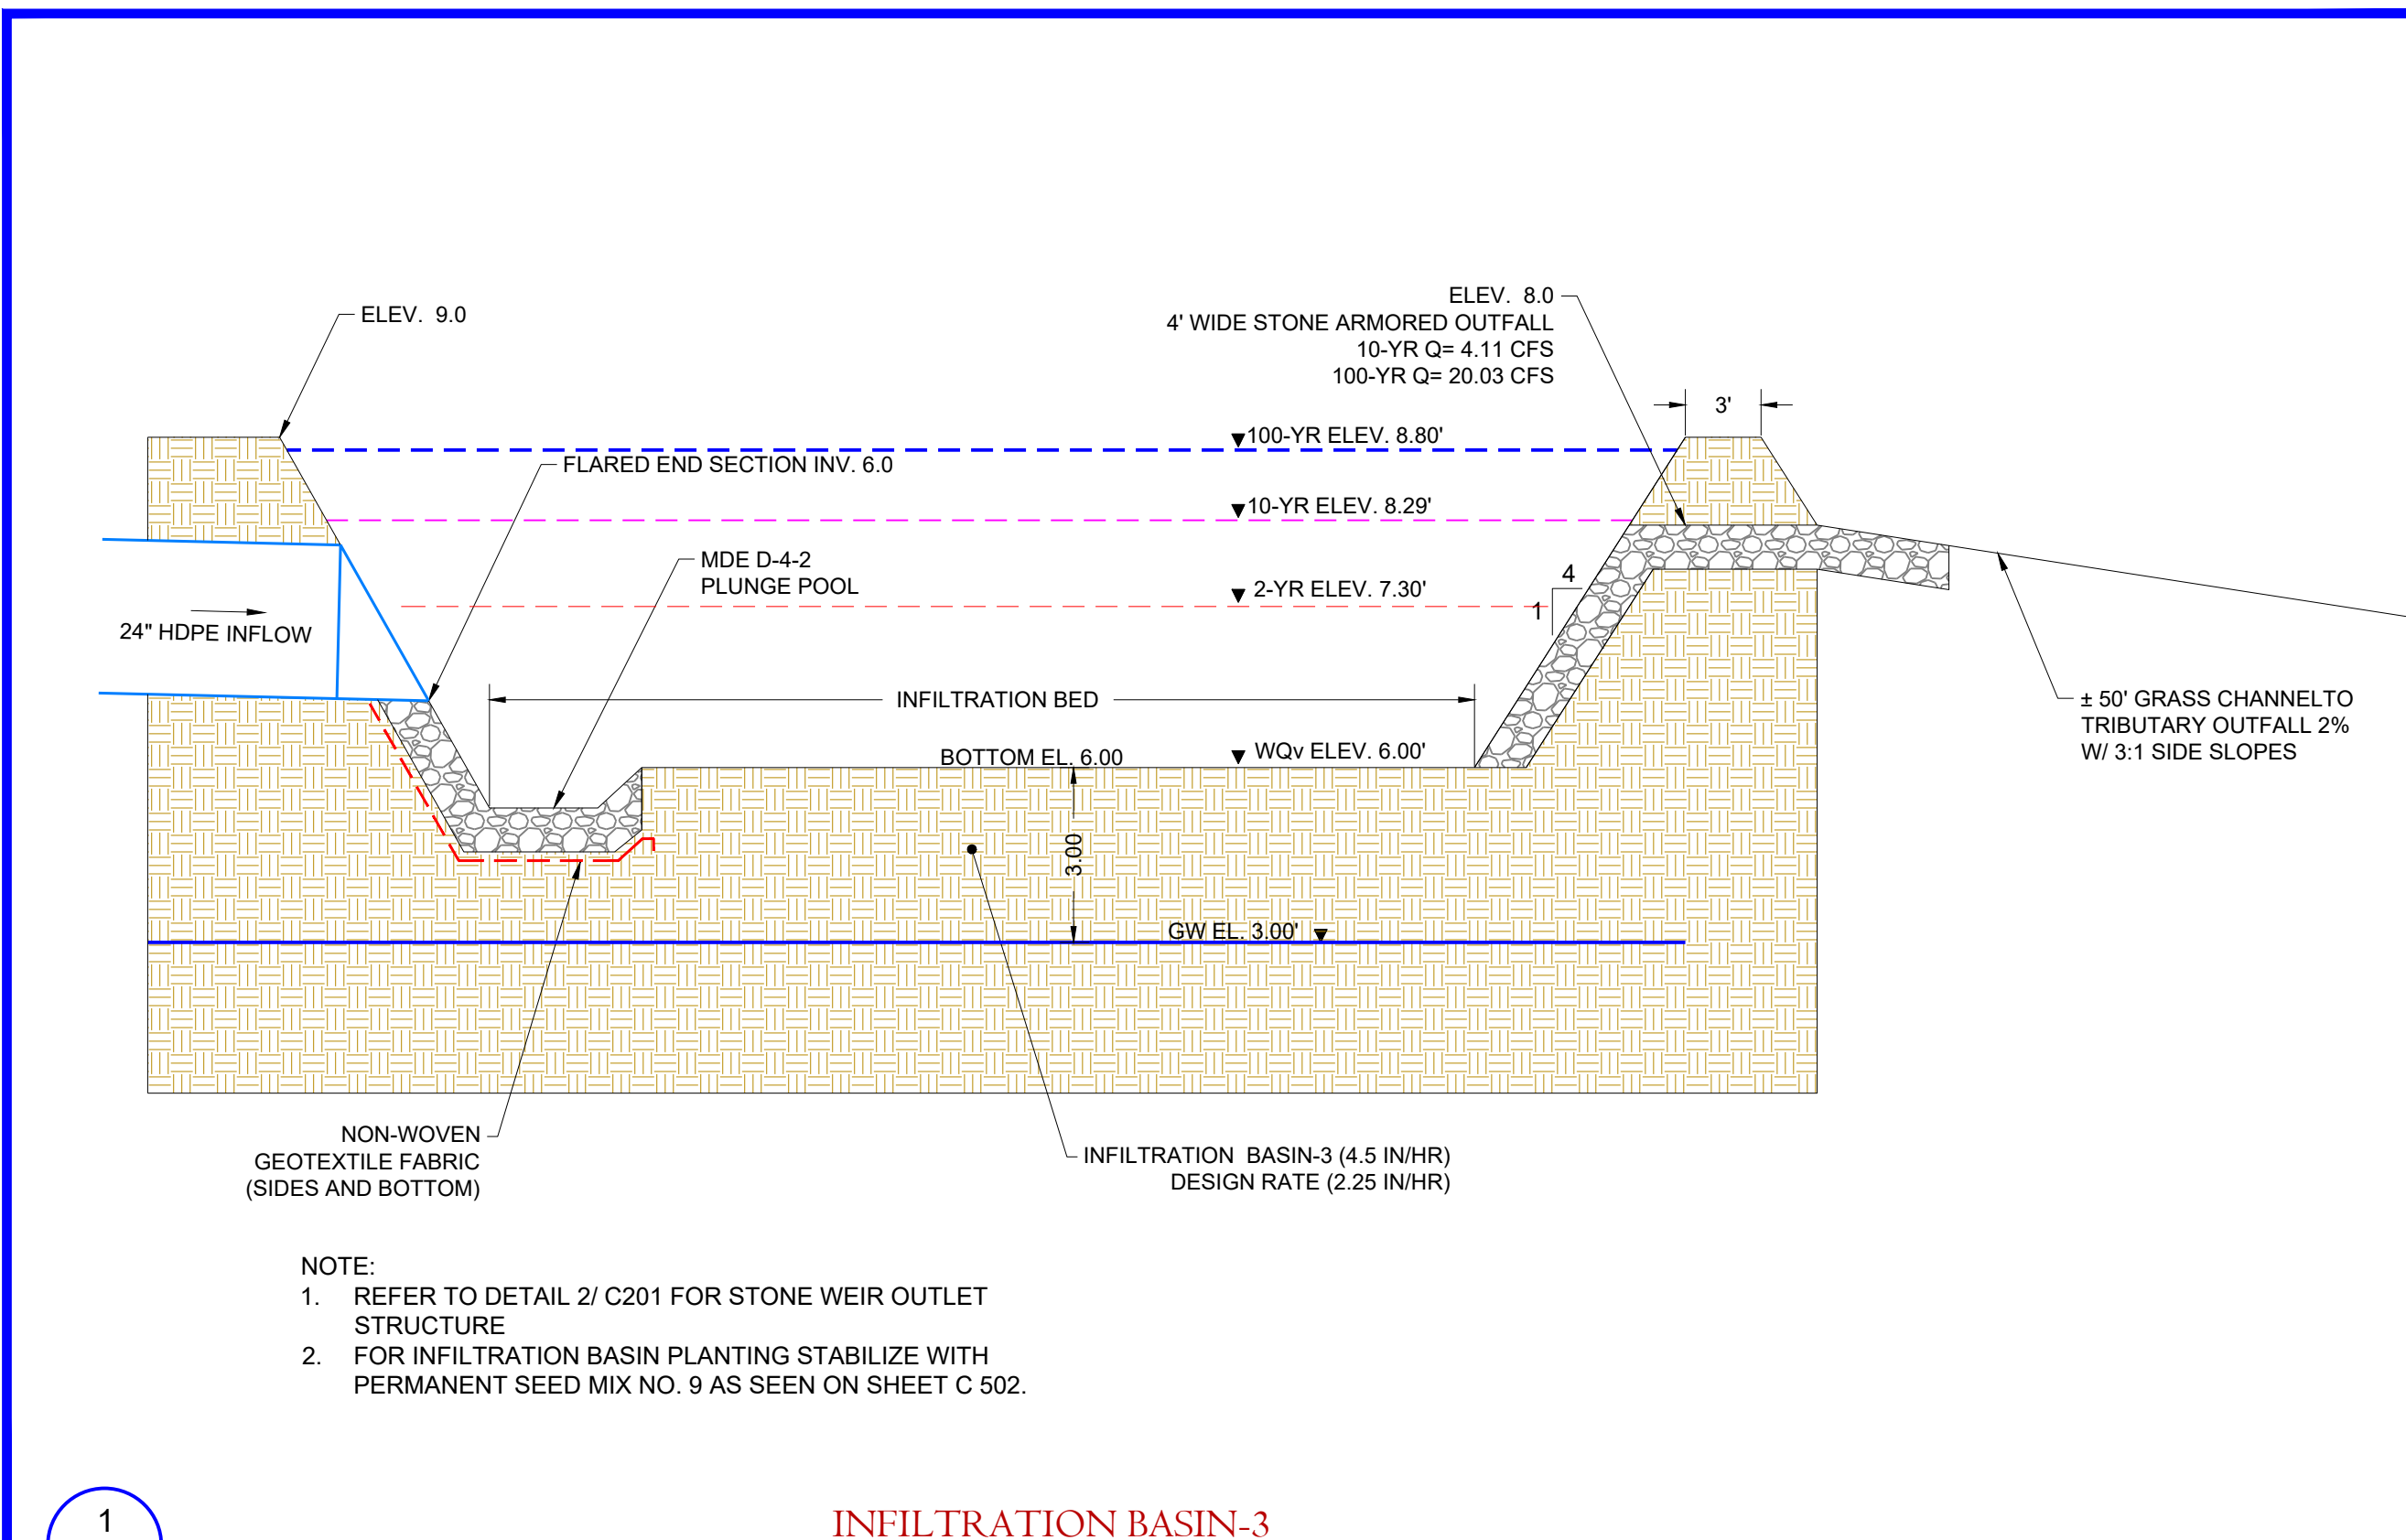 ELEV. 9.0
ELEV. 8.0
4' WIDE STONE ARMORED OUTFALL
10-YR Q= 4.11 CFS
100-YR Q= 20.03 CFS
3'
100-YR ELEV. 8.80'
FLARED END SECTION INV. 6.0
10-YR ELEV. 8.29'
MDE D-4-2
PLUNGE POOL
2-YR ELEV. 7.30'
4
1
24" HDPE INFLOW
INFILTRATION BED
± 50' GRASS CHANNELTO
TRIBUTARY OUTFALL 2%
W/ 3:1 SIDE SLOPES
BOTTOM EL. 6.00
WQv ELEV. 6.00'
3.00
GW EL. 3.00'
NON-WOVEN
GEOTEXTILE FABRIC
(SIDES AND BOTTOM)
INFILTRATION BASIN-3 (4.5 IN/HR)
DESIGN RATE (2.25 IN/HR)
NOTE:
1. REFER TO DETAIL 2/ C201 FOR STONE WEIR OUTLET
STRUCTURE
2. FOR INFILTRATION BASIN PLANTING STABILIZE WITH
PERMANENT SEED MIX NO. 9 AS SEEN ON SHEET C 502.
1
INFILTRATION BASIN-3